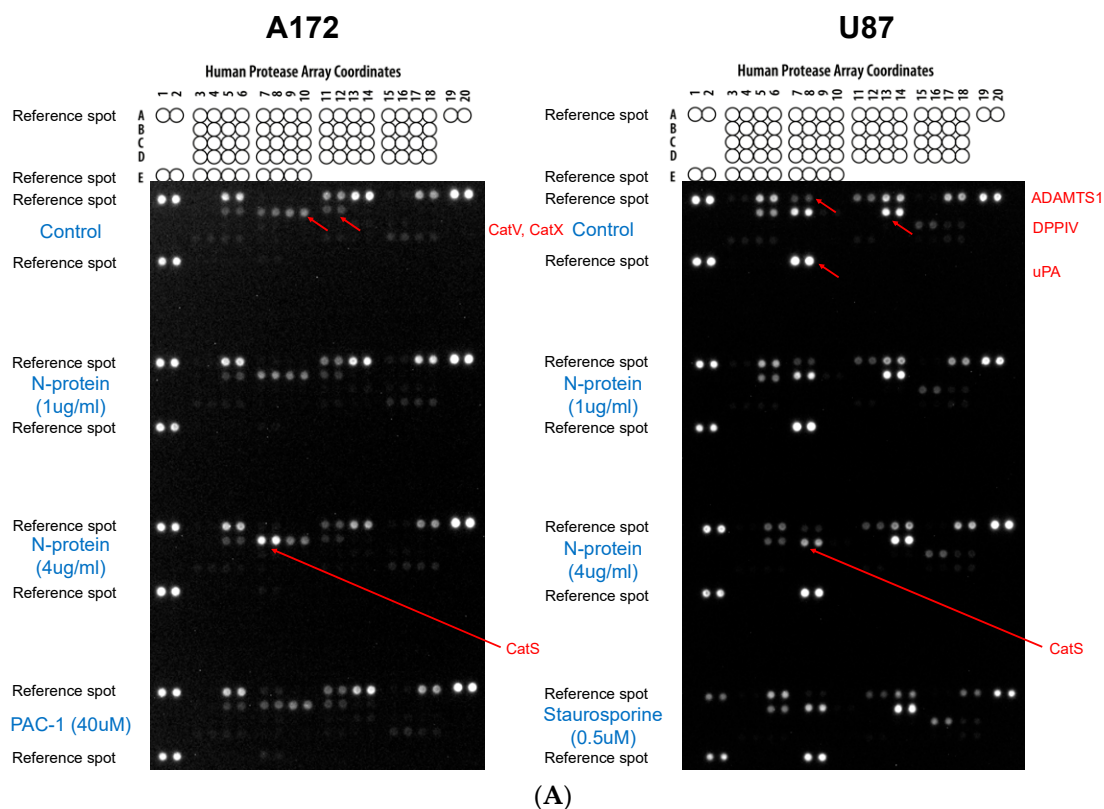 A172
U87
Human Protease Array Coordinates
Human Protease Array Coordinates
1 2 3 4 5 6 7 8 9 10 11 12 13 14 15 16 17 18 19 20
1 2 3 4 5 6 7 8 9 10 11 12 13 14 15 16 17 18 19 20
Reference spot A
B
C
D
Reference spot E
Reference spot A
B
C
D
Reference spot E
Reference spot
Control
Reference spot
CatV, CatX
Reference spot
Control
Reference spot
ADAMTS1
DPPIV
uPA
Reference spot
N-protein
(1ug/ml)
Reference spot
Reference spot
N-protein
(1ug/ml)
Reference spot
Reference spot
N-protein
(4ug/ml)
Reference spot
CatS
Reference spot
N-protein
(4ug/ml)
Reference spot
CatS
Reference spot
PAC-1 (40uM)
Reference spot
Reference spot
Staurosporine
(0.5uM)
Reference spot
(A)